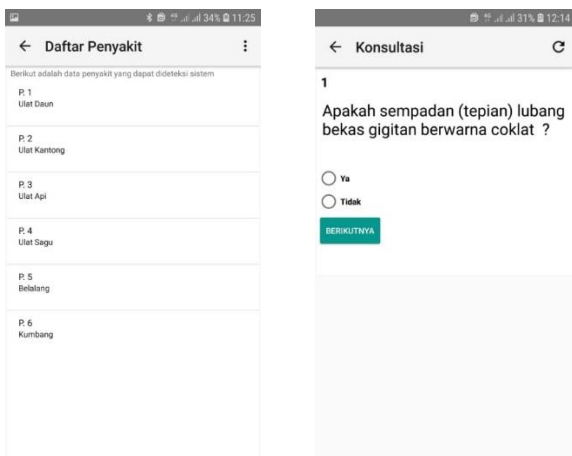 34% 11:25
Daftar Penyakit
Berikut adalah data penyakit yang dapat dideteksi sistem
P. 1
Ulat Daun
P. 2
Ulat Kantong
P. 3
Ulat Api
P. 4
Ulat Sagu
P. 5
Belalang
P. 6
Kumbang
31% 12:14
Konsultasi
1
Apakah sempadan (tepian) lubang
bekas gigitan berwarna coklat ?
Ya
Tidak
BERIKUTNYA